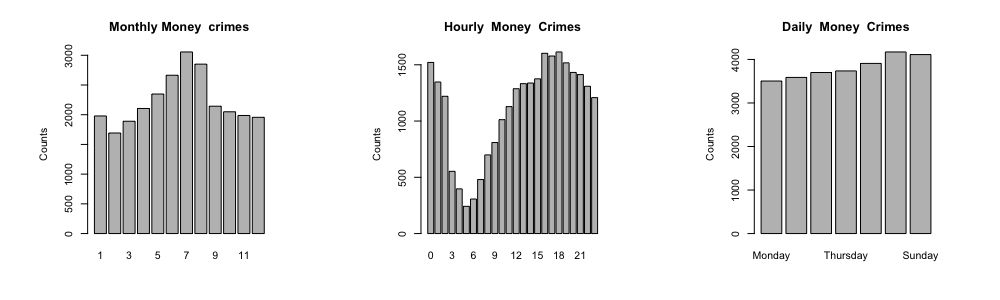 Monthly Money crimes
Counts
3000
2000
1000
500
0
1 3 5 7 9 11
Hourly Money Crimes
Counts
1500
1000
500
0
0 3 6 9 12 15 18 21
Daily Money Crimes
Counts
4000
3000
2000
1000
0
Monday Thursday Sunday